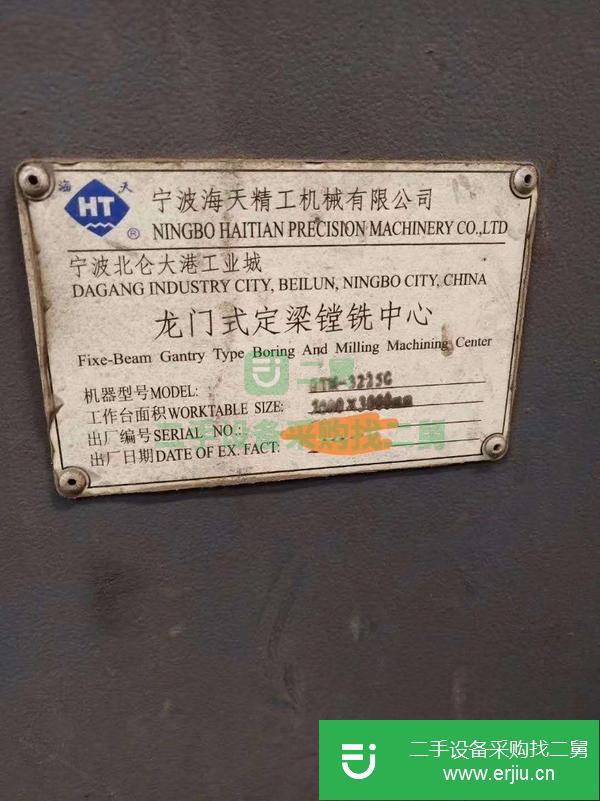 海 天
HT
®
宁波海天精工机械有限公司
NINGBO HAITIAN PRECISION MACHINERY CO.,LTD
宁波北仑大港工业城
DAGANG INDUSTRY CITY, BEILUN, NINGBO CITY, CHINA
龙门式定梁镗铣中心
Fixe-Beam Gantry Type Boring And Milling Machining Center
二舅
机器型号MODEL: HTM-3225G
工作台面积WORKTABLE SIZE: X3000mm
出厂编号SERIAL NO.:
二手设备采购找二舅
出厂日期DATE OF EX. FACT:
二手设备采购找二舅
www.erjiu.cn